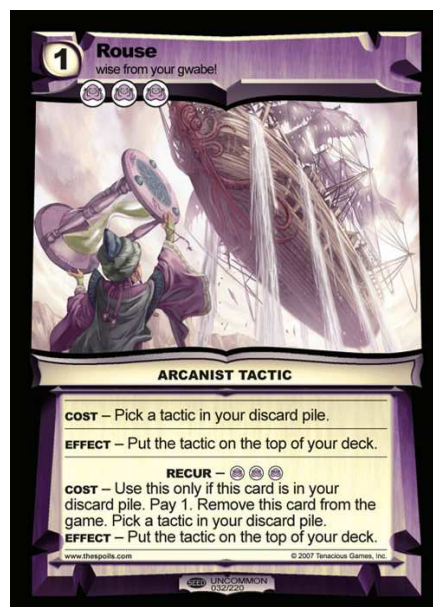 1
Rouse
wise from your gwabe!
ARCANIST TACTIC
COST – Pick a tactic in your discard pile.
EFFECT – Put the tactic on the top of your deck.
RECUR –
COST – Use this only if this card is in your
discard pile. Pay 1. Remove this card from the
game. Pick a tactic in your discard pile.
EFFECT – Put the tactic on the top of your deck.
www.thespoils.com © 2007 Tenacious Games, Inc.
SEED UNCOMMON
032/220